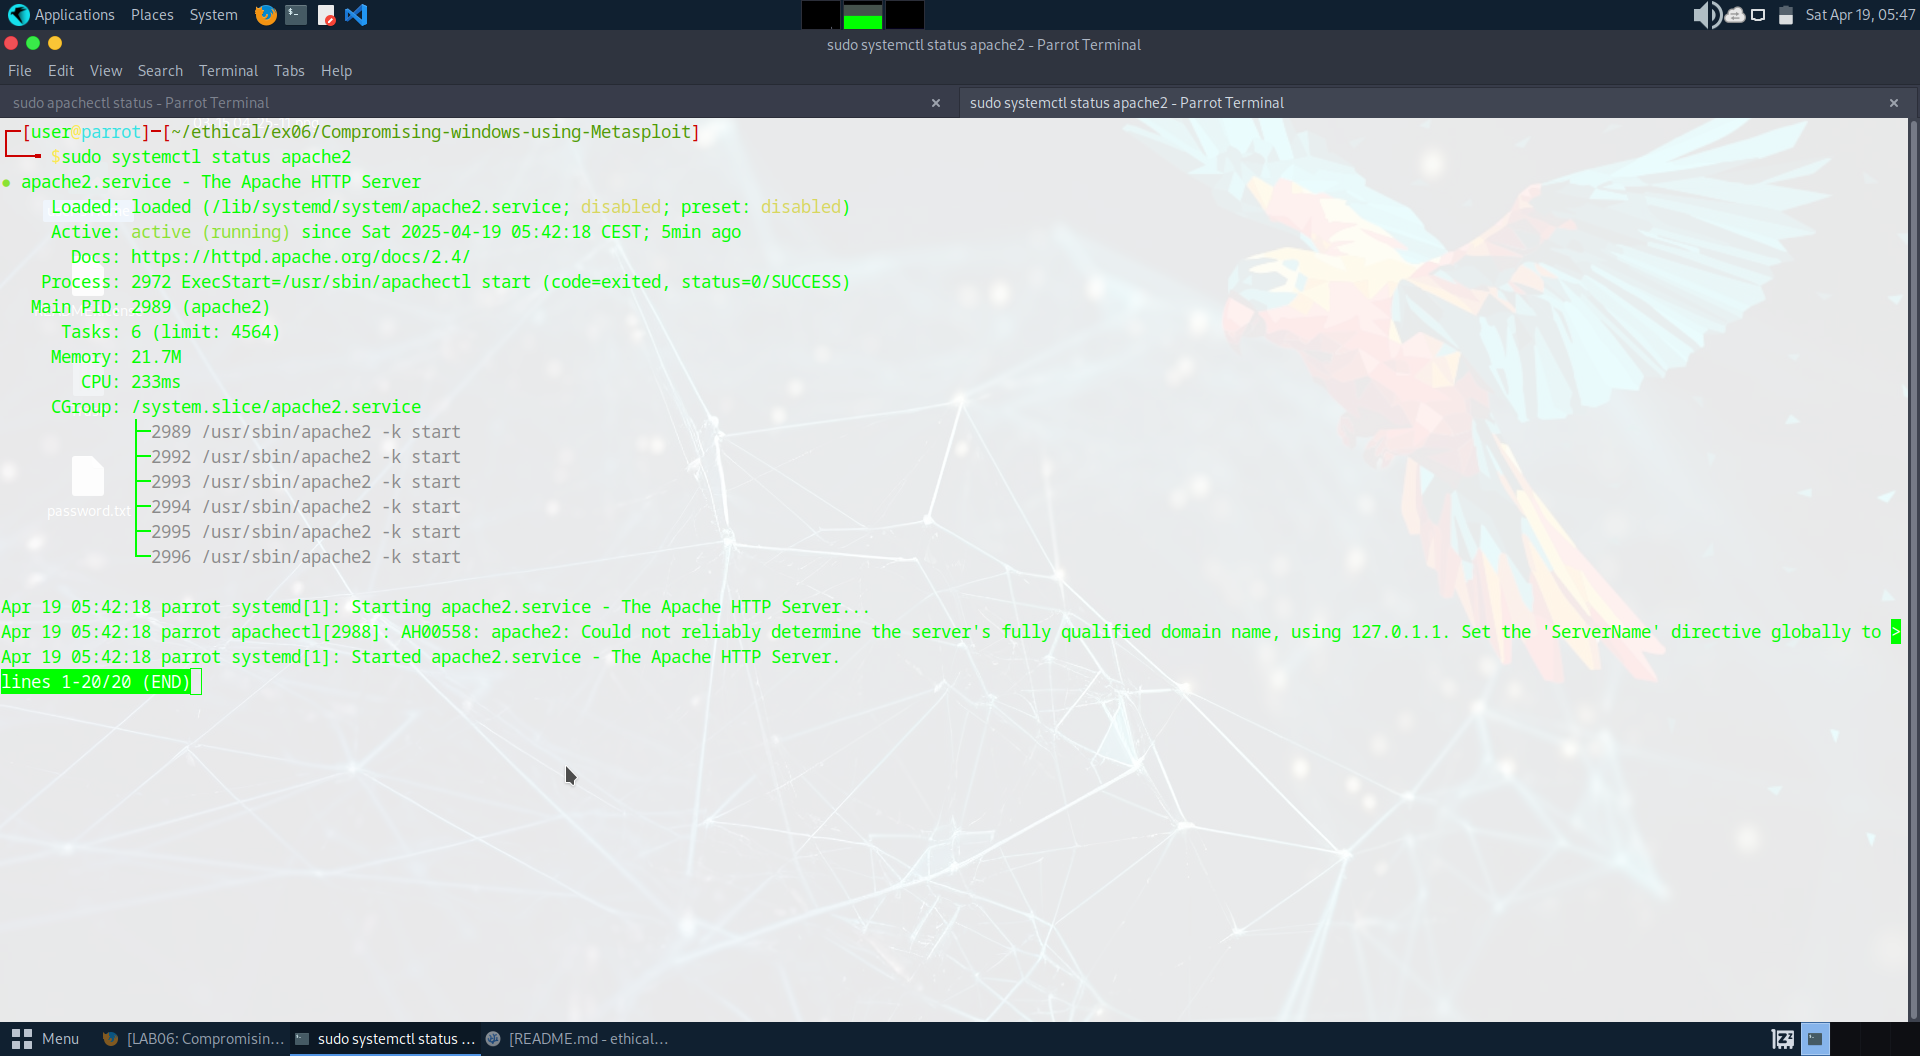 Applications Places System
Sat Apr 19, 05:47
sudo systemctl status apache2 - Parrot Terminal
File Edit View Search Terminal Tabs Help
sudo apachectl status - Parrot Terminal × sudo systemctl status apache2 - Parrot Terminal ×
┌─[user@parrot]─[~/ethical/ex06/Compromising-windows-using-Metasploit]
└──╼ $sudo systemctl status apache2
● apache2.service - The Apache HTTP Server
Loaded: loaded (/lib/systemd/system/apache2.service; disabled; preset: disabled)
Active: active (running) since Sat 2025-04-19 05:42:18 CEST; 5min ago
Docs: https://httpd.apache.org/docs/2.4/
Process: 2972 ExecStart=/usr/sbin/apachectl start (code=exited, status=0/SUCCESS)
Main PID: 2989 (apache2)
Tasks: 6 (limit: 4564)
Memory: 21.7M
CPU: 233ms
CGroup: /system.slice/apache2.service
├─2989 /usr/sbin/apache2 -k start
├─2992 /usr/sbin/apache2 -k start
├─2993 /usr/sbin/apache2 -k start
├─2994 /usr/sbin/apache2 -k start
├─2995 /usr/sbin/apache2 -k start
└─2996 /usr/sbin/apache2 -k start
password.txt
Apr 19 05:42:18 parrot systemd[1]: Starting apache2.service - The Apache HTTP Server...
Apr 19 05:42:18 parrot apachectl[2988]: AH00558: apache2: Could not reliably determine the server's fully qualified domain name, using 127.0.1.1. Set the 'ServerName' directive globally to >
Apr 19 05:42:18 parrot systemd[1]: Started apache2.service - The Apache HTTP Server.
lines 1-20/20 (END)
Menu [LAB06: Compromisin... sudo systemctl status ... [README.md - ethical...